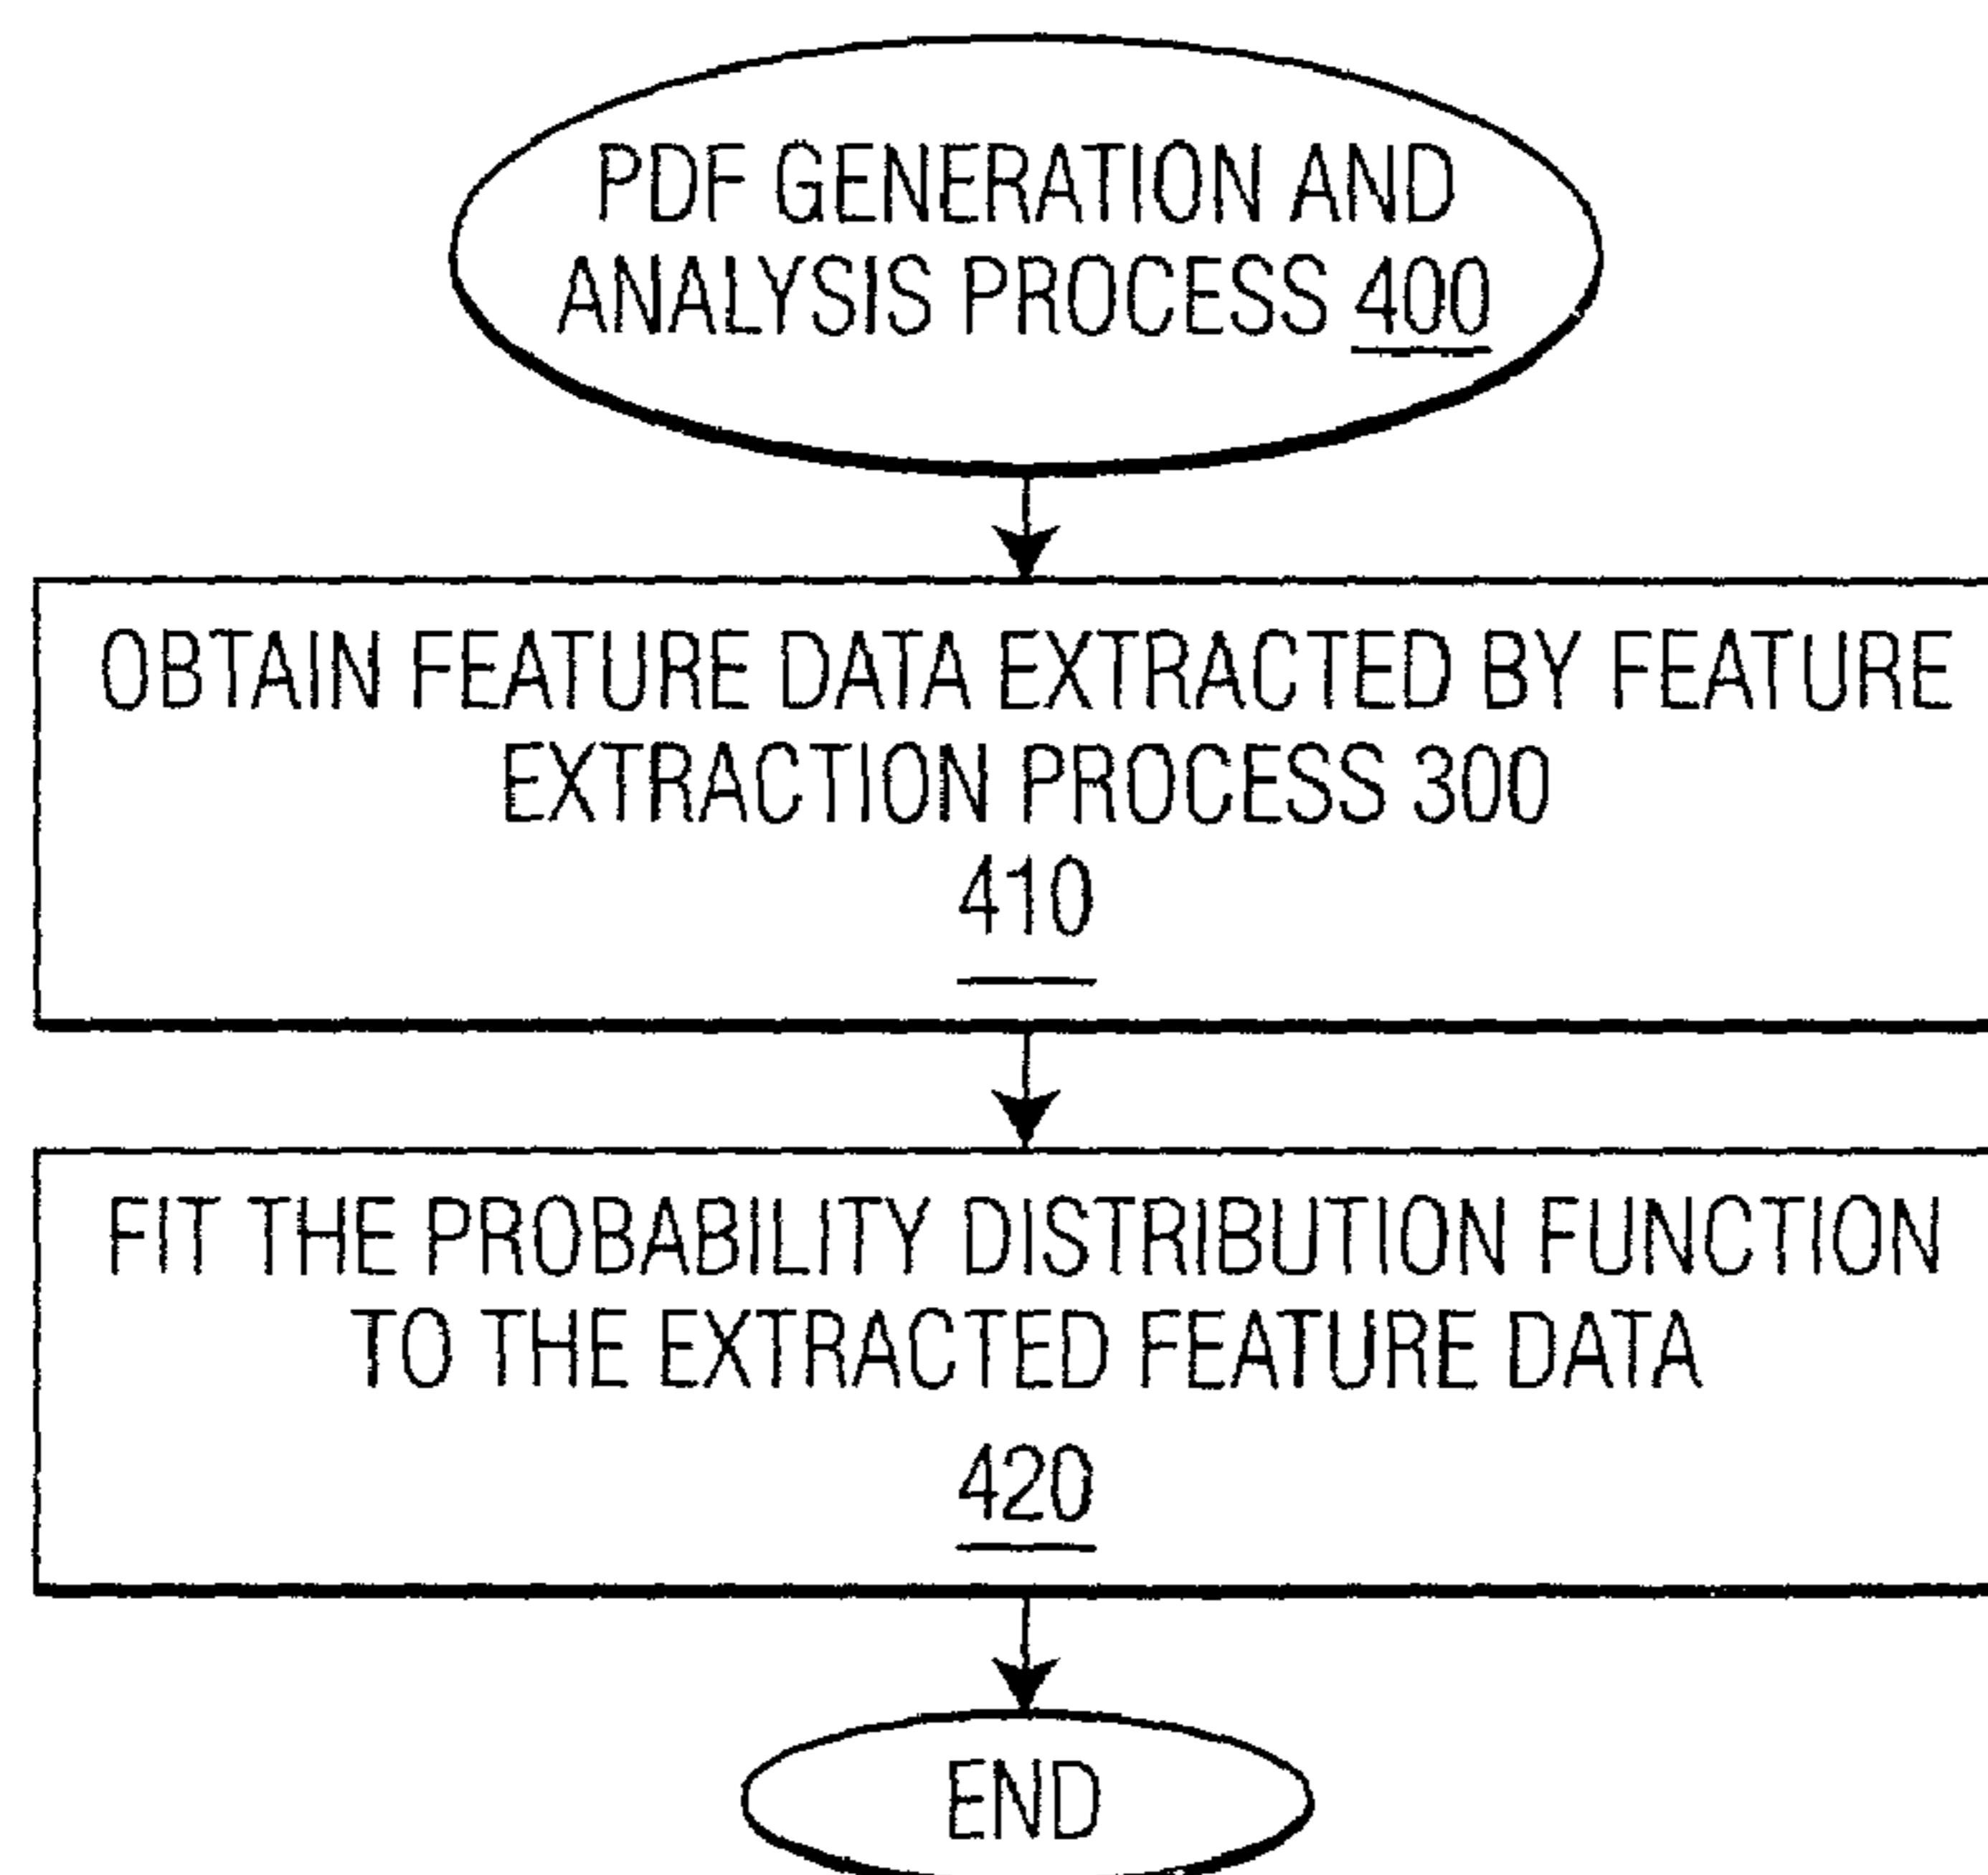 PDF GENERATION AND
ANALYSIS PROCESS 400
OBTAIN FEATURE DATA EXTRACTED BY FEATURE
EXTRACTION PROCESS 300
410
FIT THE PROBABILITY DISTRIBUTION FUNCTION
TO THE EXTRACTED FEATURE DATA
420
END